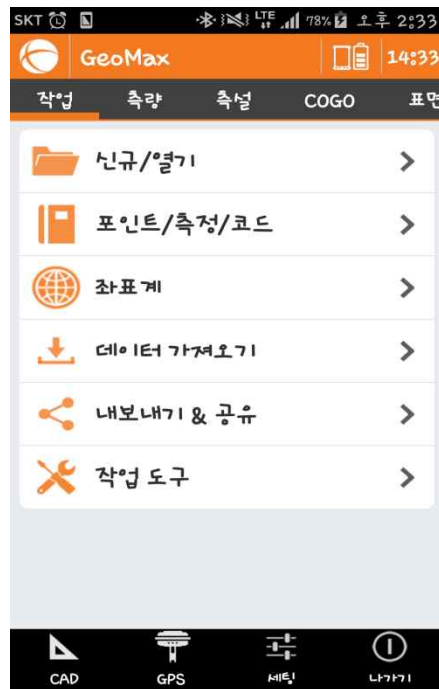 SKT LTE 78% 오후 2:33
GeoMax 14:33
작업 측량 측설 COGO 표면
신규/열기
포인트/측정/코드
좌표계
데이터 가져오기
내보내기 & 공유
작업 도구
CAD GPS 세팅 나가기